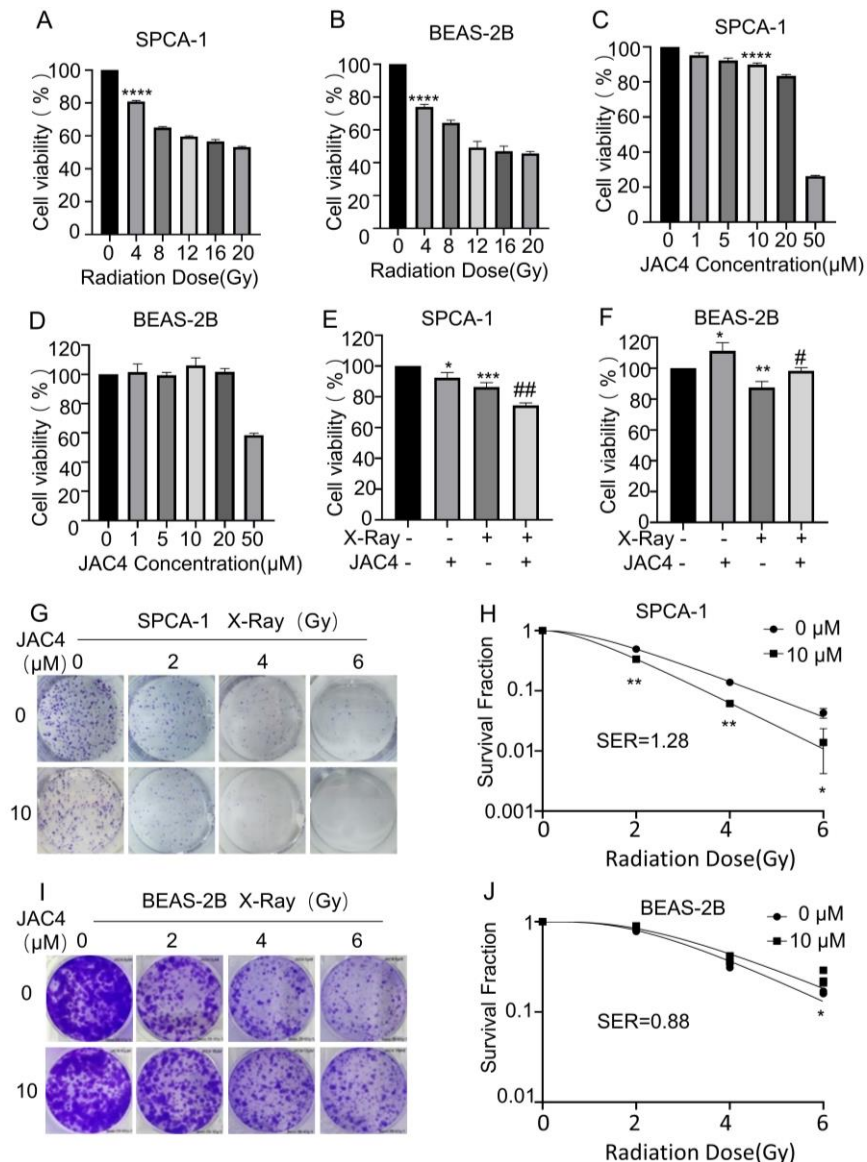 A
SPCA-1
Cell viability（ % ）
100
80
60
40
20
0
****
0 4 8 12 16 20
Radiation Dose(Gy)
B
BEAS-2B
Cell viability（ % ）
100
80
60
40
20
0
****
0 4 8 12 16 20
Radiation Dose(Gy)
C
SPCA-1
Cell viability（ % ）
100
80
60
40
20
0
****
0 1 5 10 20 50
JAC4 Concentration(μM)
D
BEAS-2B
Cell viability（ % ）
120
100
80
60
40
20
0
0 1 5 10 20 50
JAC4 Concentration(μM)
E
SPCA-1
Cell viability（ % ）
120
100
80
60
40
20
0
* *** ##
X-Ray - - + +
JAC4 - + - +
F
BEAS-2B
Cell viability（ % ）
120
100
80
60
40
20
0
* ** #
X-Ray - - + +
JAC4 - + - +
G
SPCA-1 X-Ray（Gy）
JAC4
（μM）
0 2 4 6
0
10
H
SPCA-1
Survival Fraction
1
0.1
0.01
0.001
0 μM
10 μM
**
**
*
SER=1.28
0 2 4 6
Radiation Dose(Gy)
I
BEAS-2B X-Ray（Gy）
JAC4
（μM）
0 2 4 6
0
10
J
BEAS-2B
Survival Fraction
1
0.1
0.01
0 μM
10 μM
*
SER=0.88
0 2 4 6
Radiation Dose(Gy)